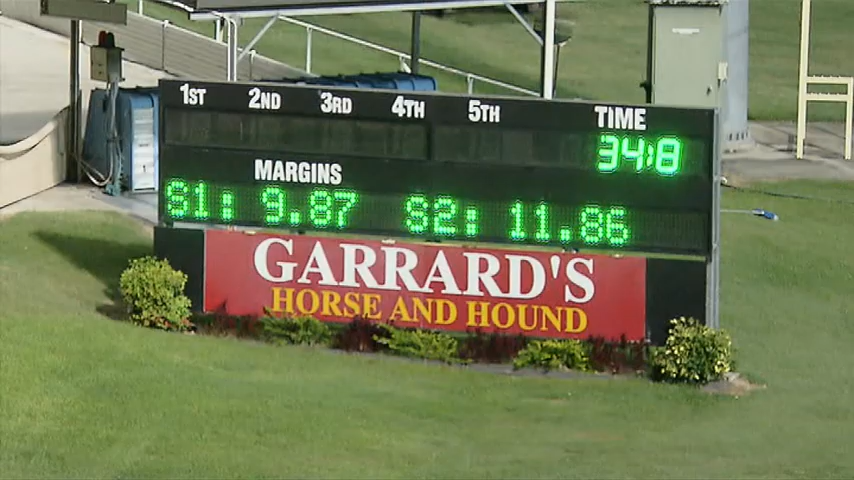 1ST 2ND 3RD 4TH 5TH TIME
34:8
MARGINS
S1: 9.87 S2: 11.86
GARRARD'S
HORSE AND HOUND